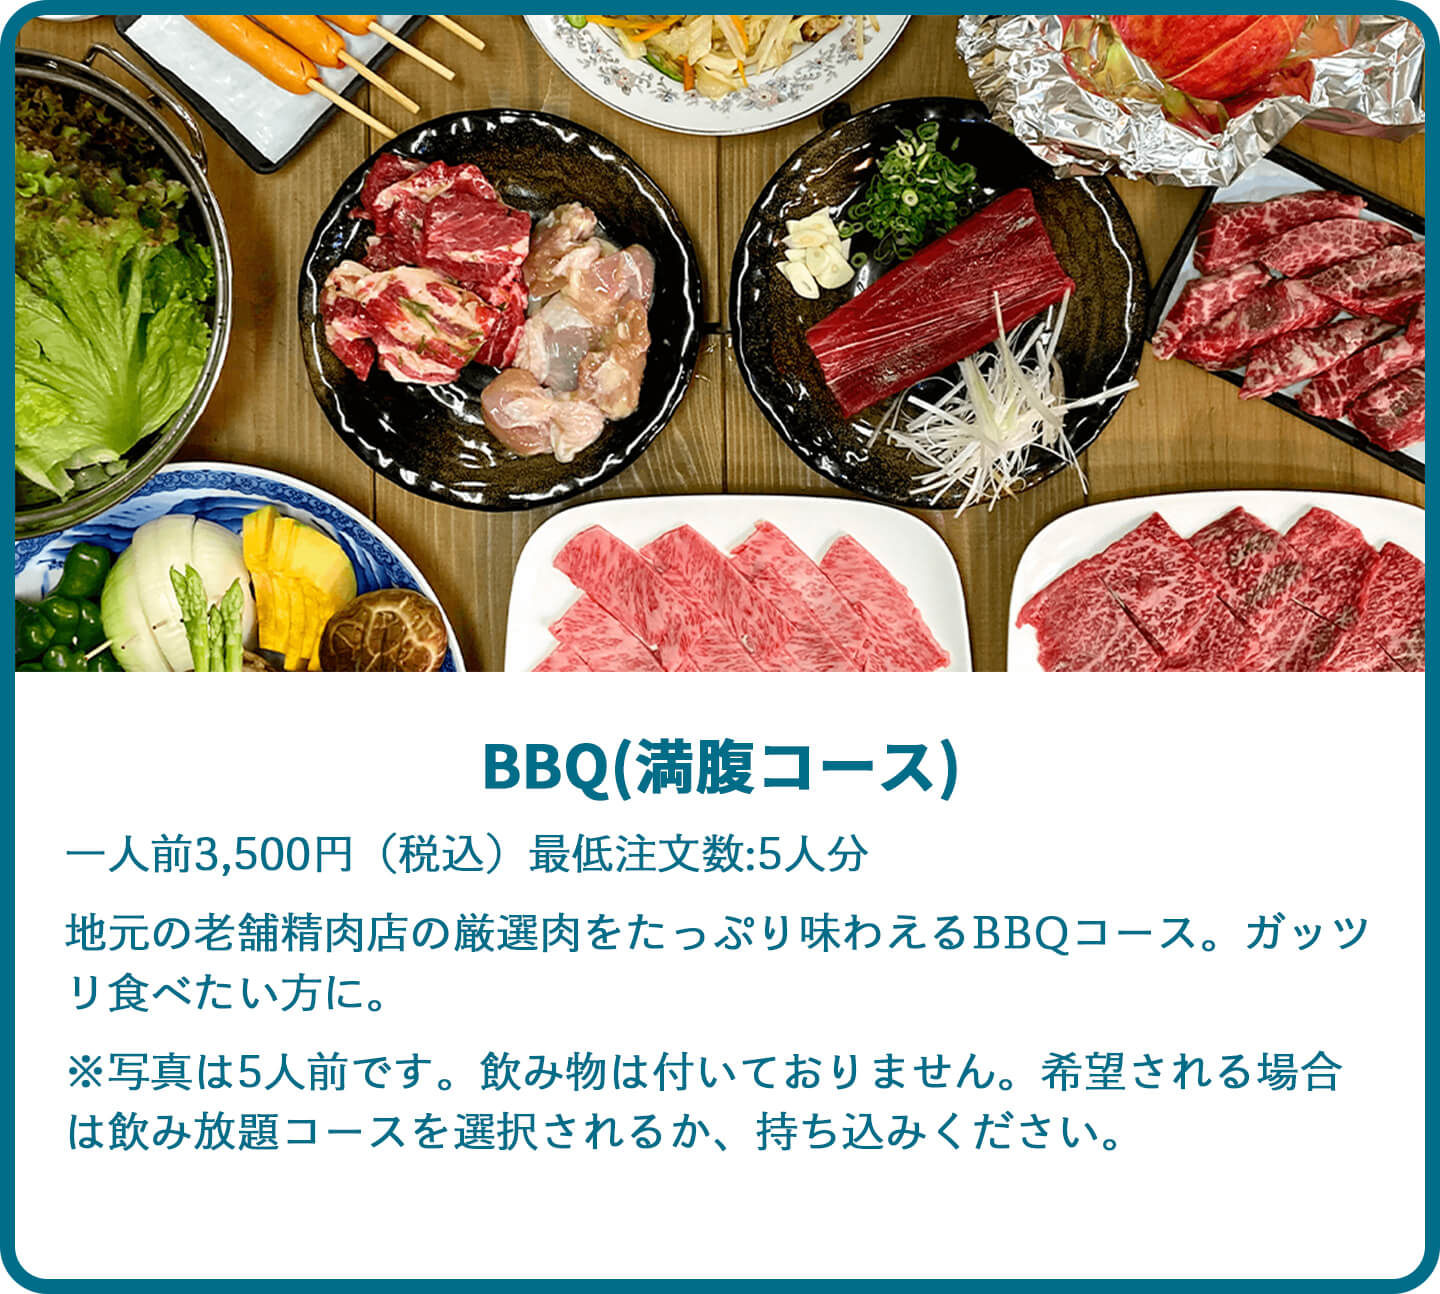 BBQ(満腹コース)
一人前3,500円（税込）最低注文数:5人分
地元の老舗精肉店の厳選肉をたっぷり味わえるBBQコース。ガッツ
リ食べたい方に。
※写真は5人前です。飲み物は付いておりません。希望される場合
は飲み放題コースを選択されるか、持ち込みください。